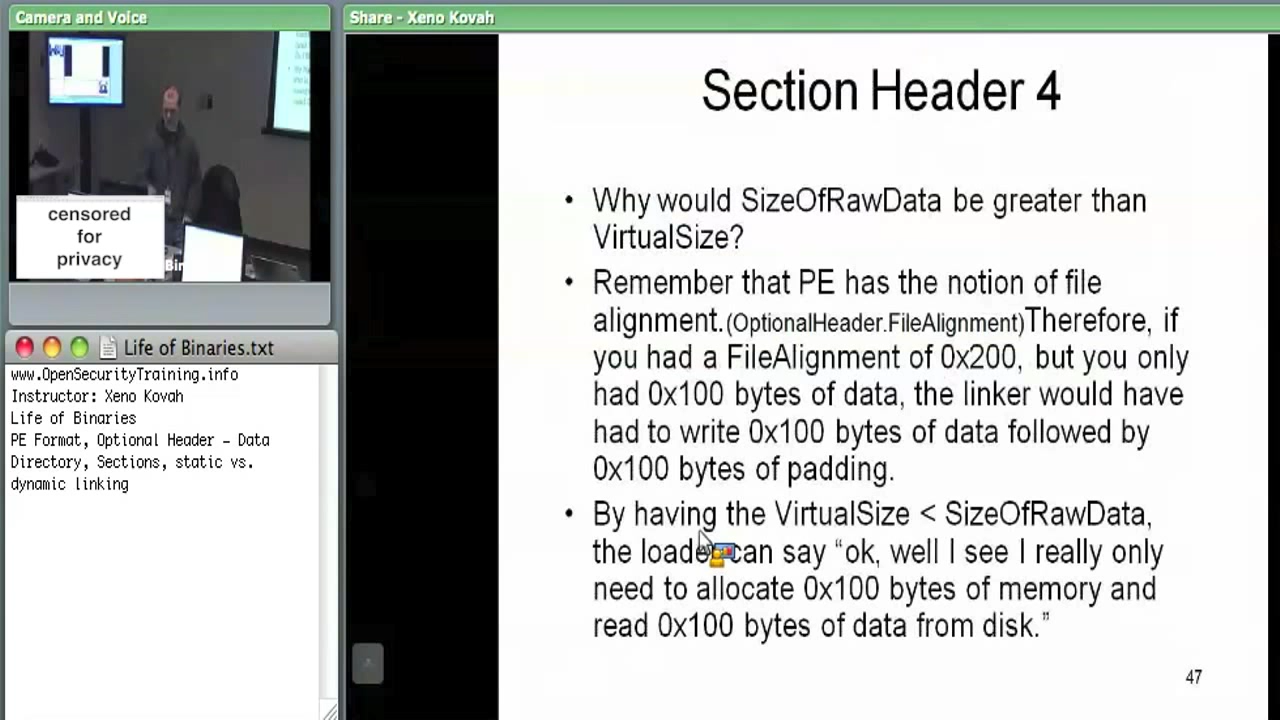 Camera and Voice
Share - Xeno Kovah
censored
for
privacy
Life of Binaries.txt
www.OpenSecurityTraining.info
Instructor: Xeno Kovah
Life of Binaries
PE Format, Optional Header – Data
Directory, Sections, static vs.
dynamic linking
Section Header 4
• Why would SizeOfRawData be greater than
VirtualSize?
• Remember that PE has the notion of file
alignment.(OptionalHeader.FileAlignment)Therefore, if
you had a FileAlignment of 0x200, but you only
had 0x100 bytes of data, the linker would have
had to write 0x100 bytes of data followed by
0x100 bytes of padding.
• By having the VirtualSize < SizeOfRawData,
the loader can say “ok, well I see I really only
need to allocate 0x100 bytes of memory and
read 0x100 bytes of data from disk.”
47